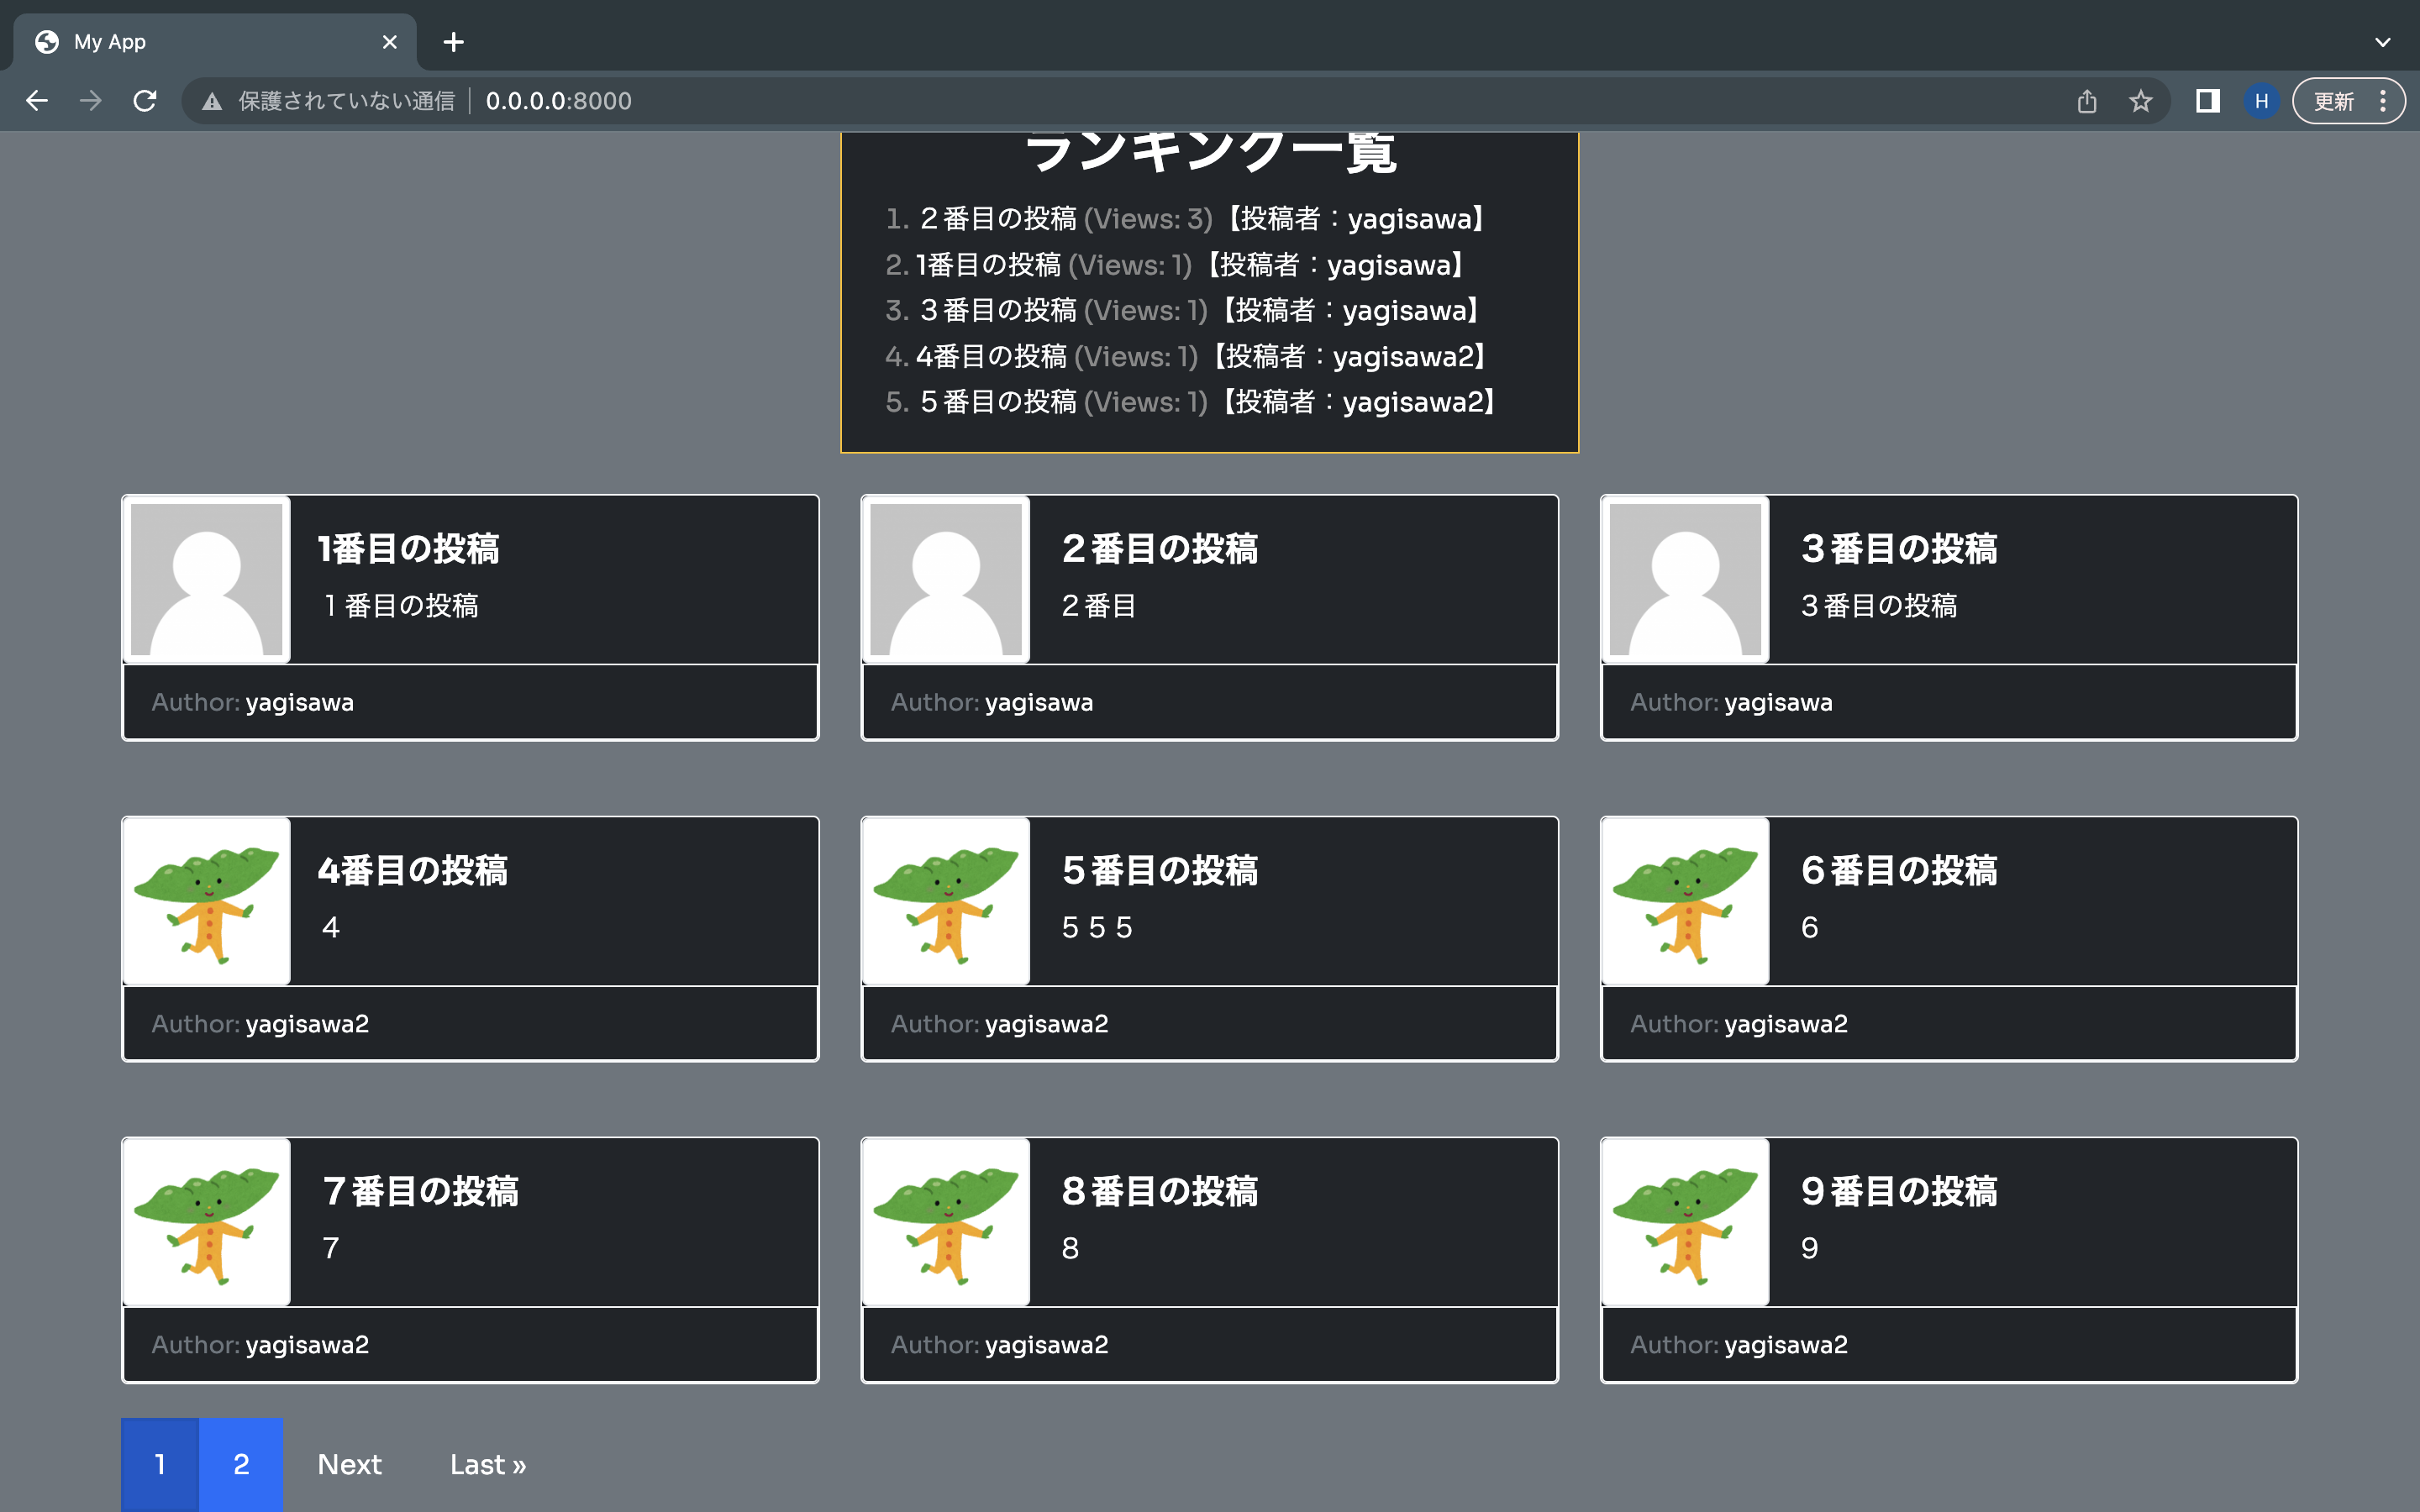 My App
保護されていない通信 0.0.0.0:8000 H 更新
ランキング一覧
1. ２番目の投稿 (Views: 3)【投稿者：yagisawa】
2. 1番目の投稿 (Views: 1)【投稿者：yagisawa】
3. ３番目の投稿 (Views: 1)【投稿者：yagisawa】
4. 4番目の投稿 (Views: 1)【投稿者：yagisawa2】
5. ５番目の投稿 (Views: 1)【投稿者：yagisawa2】
1番目の投稿
１番目の投稿
Author: yagisawa
２番目の投稿
２番目
Author: yagisawa
３番目の投稿
３番目の投稿
Author: yagisawa
4番目の投稿
４
Author: yagisawa2
５番目の投稿
５５５
Author: yagisawa2
６番目の投稿
６
Author: yagisawa2
７番目の投稿
７
Author: yagisawa2
８番目の投稿
８
Author: yagisawa2
９番目の投稿
９
Author: yagisawa2
1 2 Next Last »